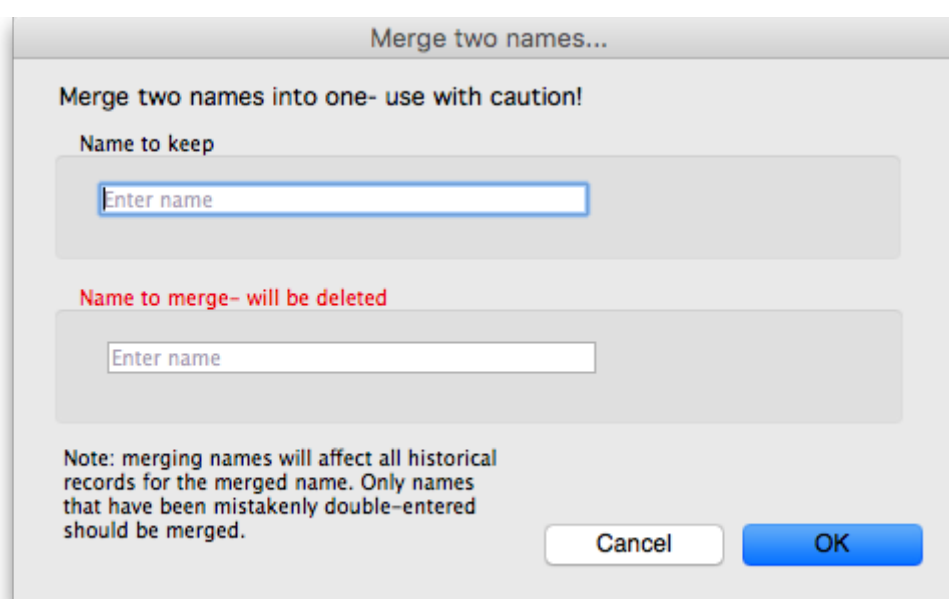 Merge two names...
Merge two names into one- use with caution!
Name to keep
Enter name
Name to merge- will be deleted
Enter name
Note: merging names will affect all historical
records for the merged name. Only names
that have been mistakenly double-entered
should be merged.
Cancel
OK